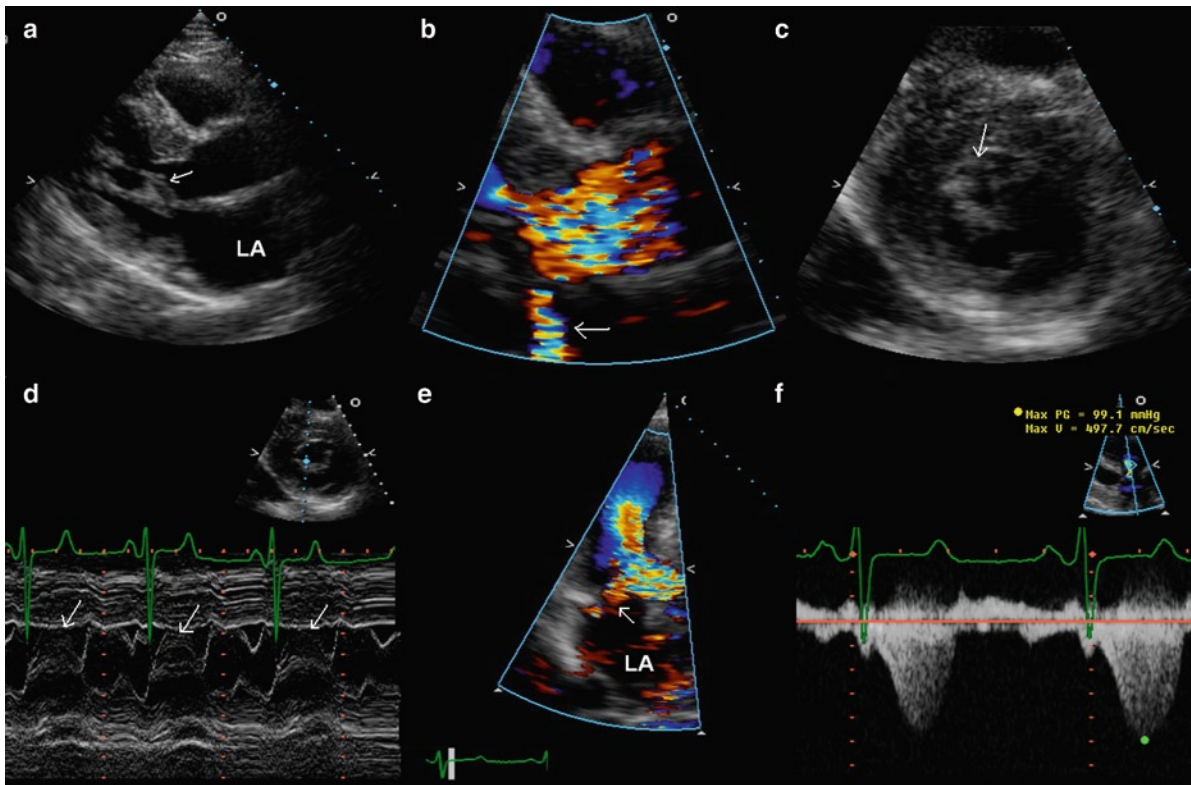 a
b
c
LA
d
e
f
Max PG = 99.1 mmHg
Max V = 497.7 cm/sec
LA